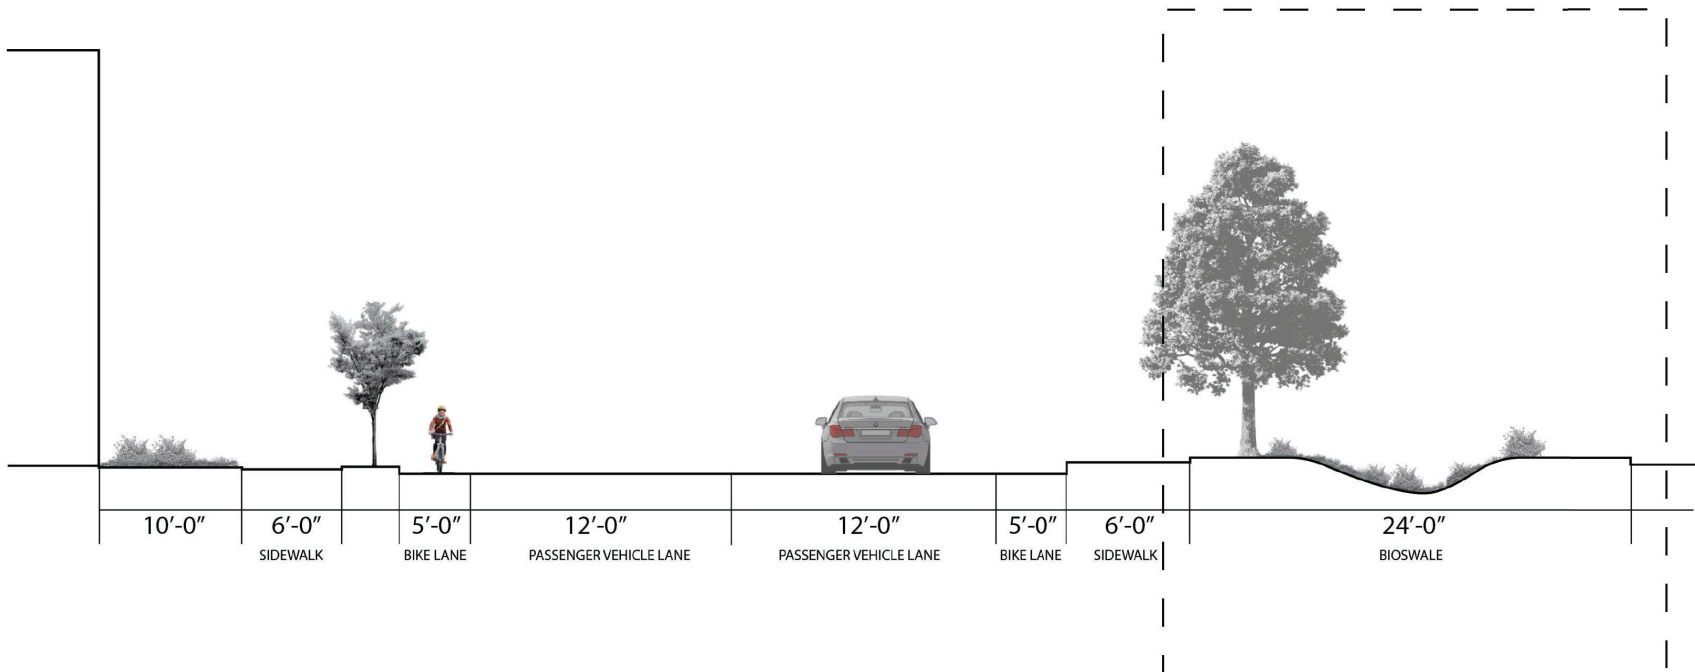 10’-0” 6’-0” 5’-0” 12’-0” 12’-0” 5’-0” 6’-0” 24’-0”
SIDEWALK BIKE LANE PASSENGER VEHICLE LANE PASSENGER VEHICLE LANE BIKE LANE SIDEWALK BIOSWALE